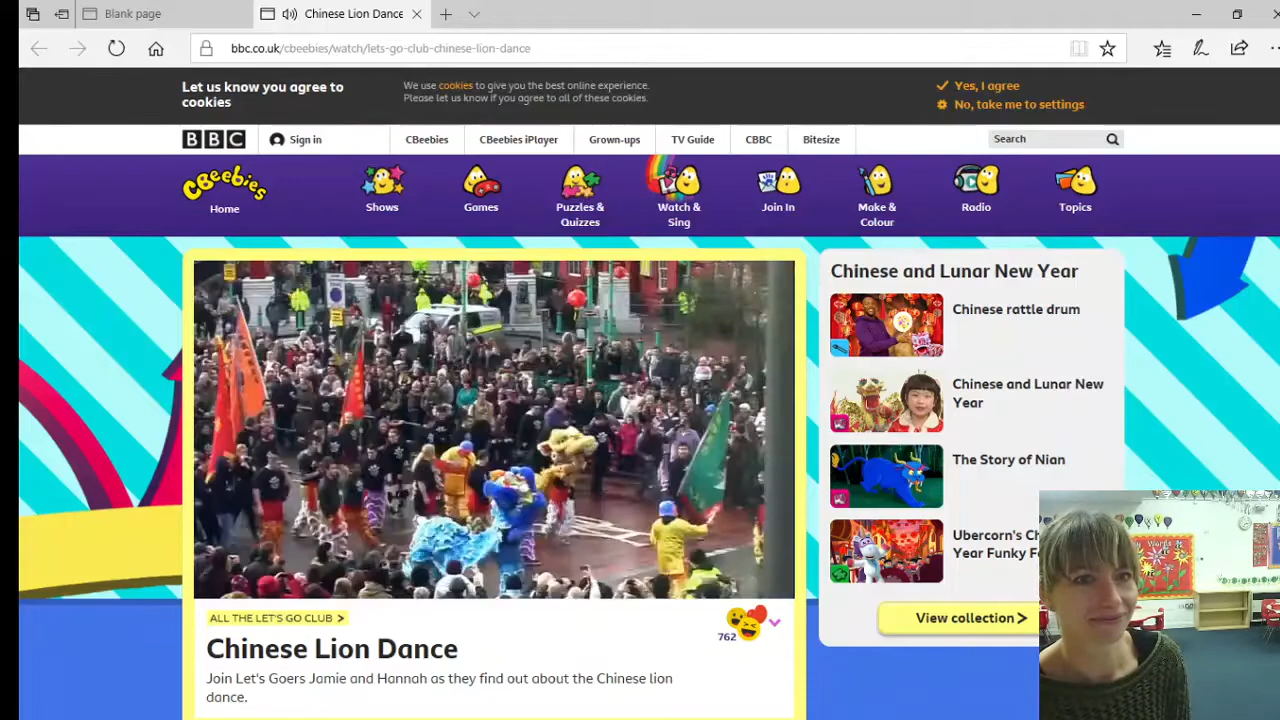 Blank page
Chinese Lion Dance
bbc.co.uk/cbeebies/watch/lets-go-club-chinese-lion-dance
Let us know you agree to
cookies
We use cookies to give you the best online experience.
Please let us know if you agree to all of these cookies.
Yes, I agree
No, take me to settings
BBC
Sign in
CBeebies
CBeebies iPlayer
Grown-ups
TV Guide
CBBC
Bitesize
Search
CBeebies
Home
Shows
Games
Puzzles &
Quizzes
Watch &
Sing
Join In
Make &
Colour
Radio
Topics
Chinese and Lunar New Year
Chinese rattle drum
Chinese and Lunar New
Year
The Story of Nian
Ubercorn's Ch
Year Funky F
View collection >
ALL THE LET'S GO CLUB >
762
Chinese Lion Dance
Join Let's Goers Jamie and Hannah as they find out about the Chinese lion
dance.